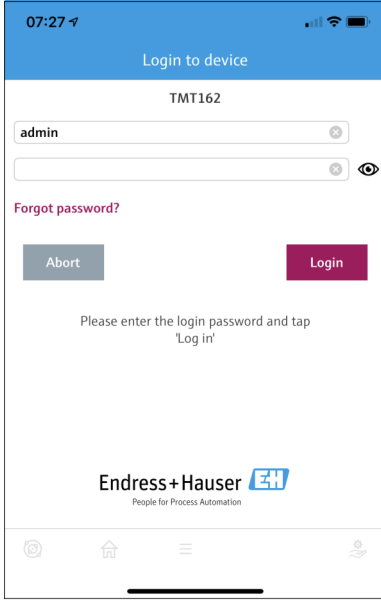 07:27
Login to device
TMT162
admin
Forgot password?
Abort
Login
Please enter the login password and tap
'Log in'
Endress+Hauser EH
People for Process Automation